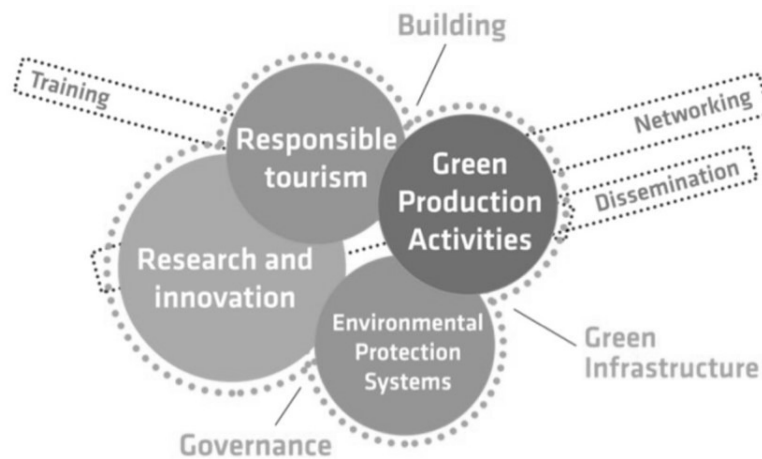 Building
Training
Networking
Responsible
tourism
Green
Production
Activities
Dissemination
Research and
innovation
Environmental
Protection
Systems
Green
Infrastructure
Governance